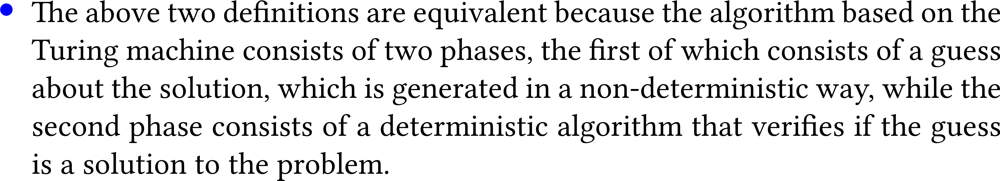 • The above two definitions are equivalent because the algorithm based on the
Turing machine consists of two phases, the first of which consists of a guess
about the solution, which is generated in a non-deterministic way, while the
second phase consists of a deterministic algorithm that verifies if the guess
is a solution to the problem.